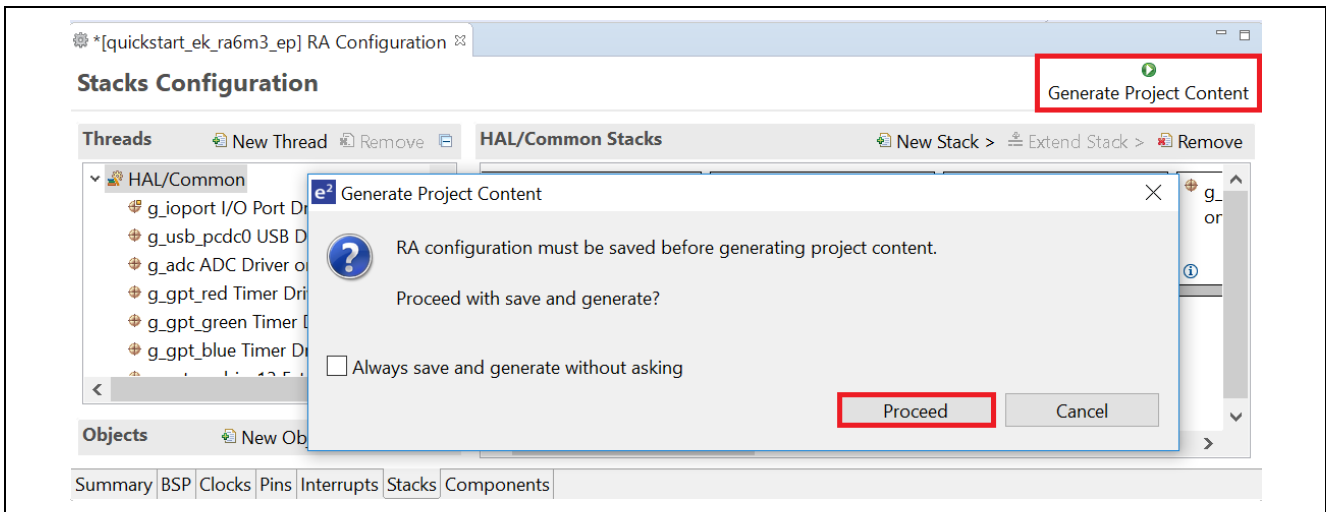 *[quickstart_ek_ra6m3_ep] RA Configuration
Stacks Configuration
Generate Project Content
Threads New Thread Remove
HAL/Common Stacks New Stack > Extend Stack > Remove
HAL/Common
g_ioport I/O Port Dr
g_usb_pcdc0 USB D
g_adc ADC Driver o
g_gpt_red Timer Dri
g_gpt_green Timer D
g_gpt_blue Timer Dr
g_
or
e² Generate Project Content
RA configuration must be saved before generating project content.
Proceed with save and generate?
Always save and generate without asking
Proceed Cancel
Objects New Ob
Summary BSP Clocks Pins Interrupts Stacks Components